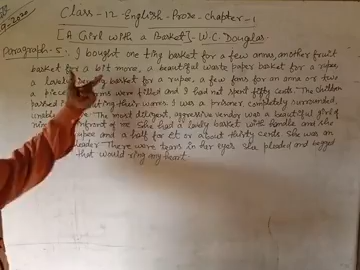 Class-12 English Prose-chapter-1
[A Girl with a Basket] W.C. Douglas
Paragraph-5. I bought one tiny basket for a few annas, another fruit
basket for a bit more, a beautiful waste paper basket for a rupee
a lovely basket for a rupee, a few fans for an anna or two
a piece were filled and I had not spent fifty cents. The children
their wares. I was a prisoner completely surrounded,
The most diligent, aggressive vendor was a beautiful girl of
in front of me She had a lovely basket with handle and she
rupee and a half for it or about thirty cents She was an
leader There were tears in her eyes She pleaded and begged
that would ring my heart